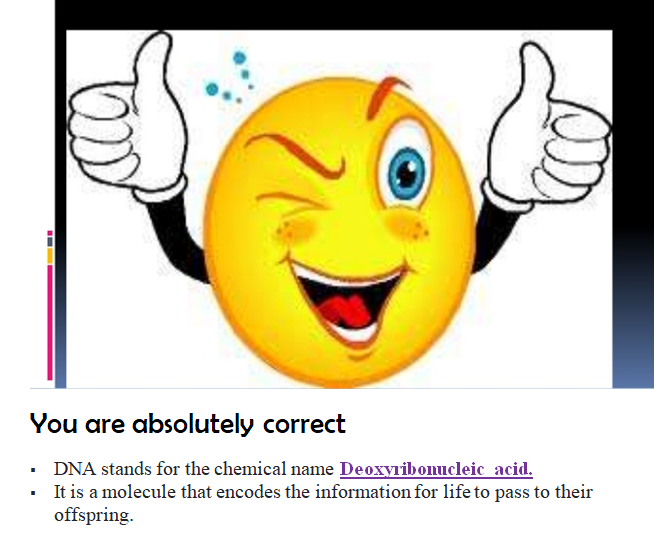 You are absolutely correct
▪ DNA stands for the chemical name Deoxyribonucleic acid.
▪ It is a molecule that encodes the information for life to pass to their
offspring.